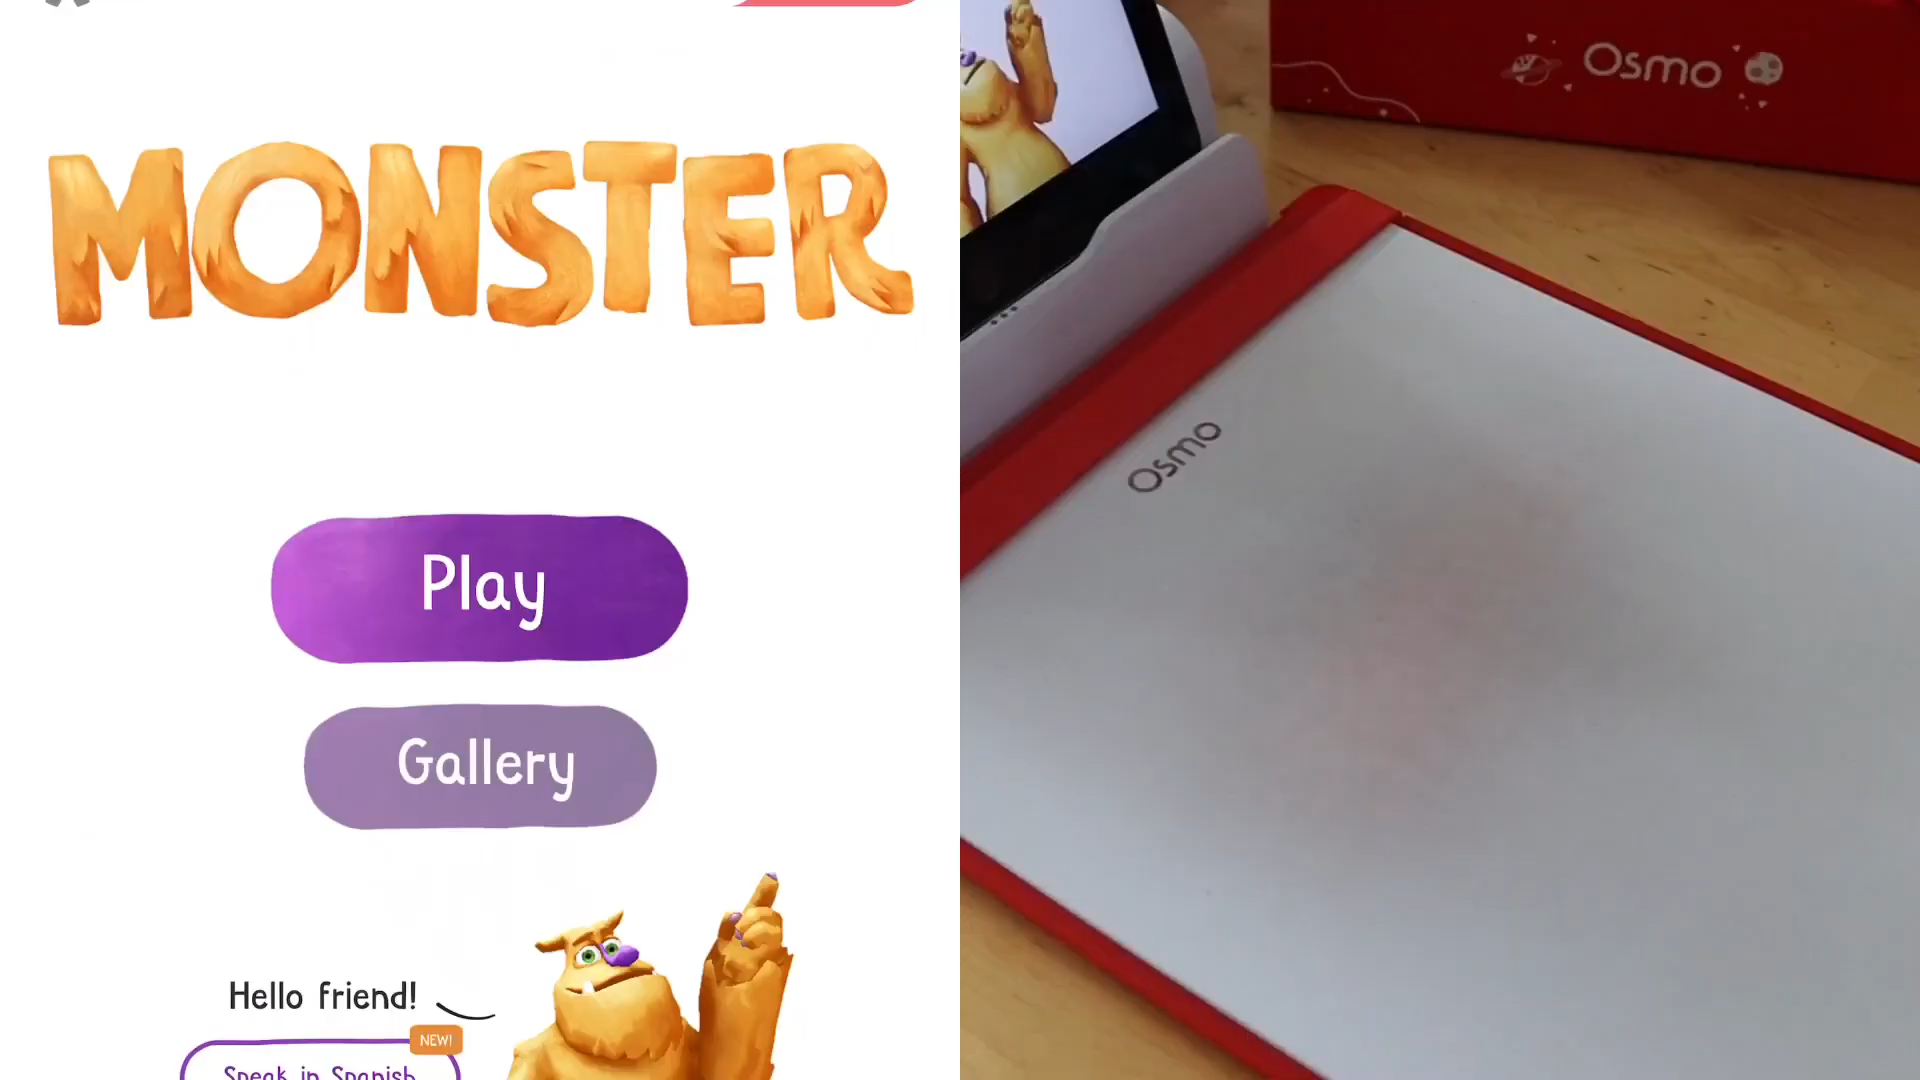 MONSTER
Play
Gallery
Hello friend!
NEW!
Speak in Spanish
Osmo
Osmo